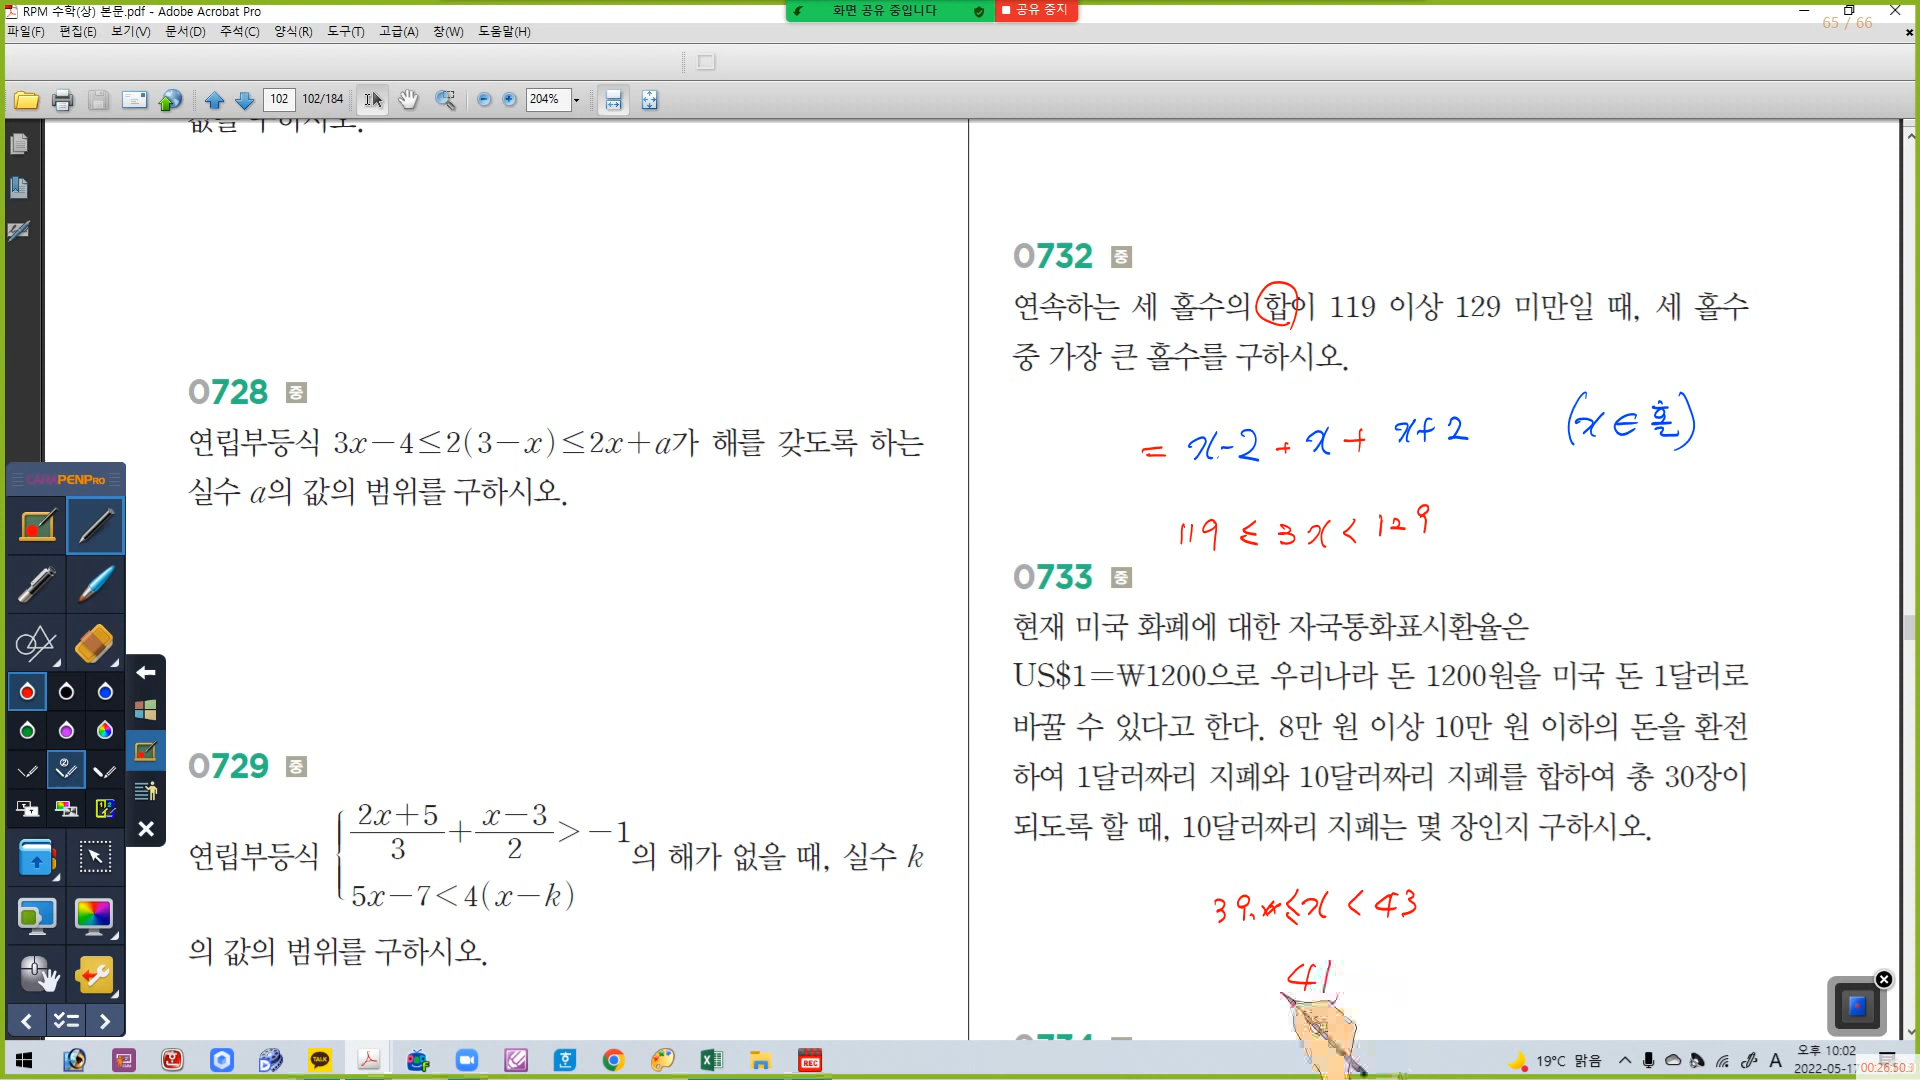 RPM 수학(상) 본문.pdf - Adobe Acrobat Pro
화면 공유 중입니다
공유 중지
65 / 66
파일(F) 편집(E) 보기(V) 문서(D) 주석(C) 양식(R) 도구(T) 고급(A) 창(W) 도움말(H)
102 102/184 204%
0728 중
연립부등식 3x-4≤2(3-x)≤2x+a가 해를 갖도록 하는
실수 a의 값의 범위를 구하시오.
0729 중
연립부등식 { (2x+5)/3 + (x-3)/2 > -1
5x-7<4(x-k)
의 해가 없을 때, 실수 k
의 값의 범위를 구하시오.
0732 중
연속하는 세 홀수의 합이 119 이상 129 미만일 때, 세 홀수
중 가장 큰 홀수를 구하시오.
= x-2 + x + x+2 (x ∈ 홀)
119 ≤ 3x < 129
0733 중
현재 미국 화폐에 대한 자국통화표시환율은
US$1=₩1200으로 우리나라 돈 1200원을 미국 돈 1달러로
바꿀 수 있다고 한다. 8만 원 이상 10만 원 이하의 돈을 환전
하여 1달러짜리 지폐와 10달러짜리 지폐를 합하여 총 30장이
되도록 할 때, 10달러짜리 지폐는 몇 장인지 구하시오.
≤x < 43
41
PENPRO
TALK
REC
19°C 맑음
A
오후 10:02
2022-05-17
00:26:50